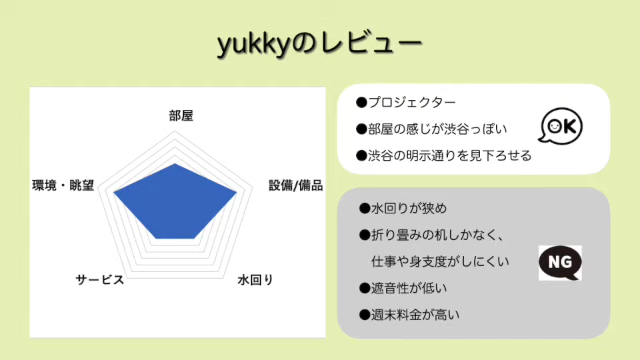 yukkyのレビュー
部屋
環境・眺望
設備/備品
サービス
水回り
●プロジェクター
●部屋の感じが渋谷っぽい
●渋谷の明示通りを見下ろせる
OK
●水回りが狭め
●折り畳みの机しかなく、
仕事や身支度がしにくい
●遮音性が低い
●週末料金が高い
NG